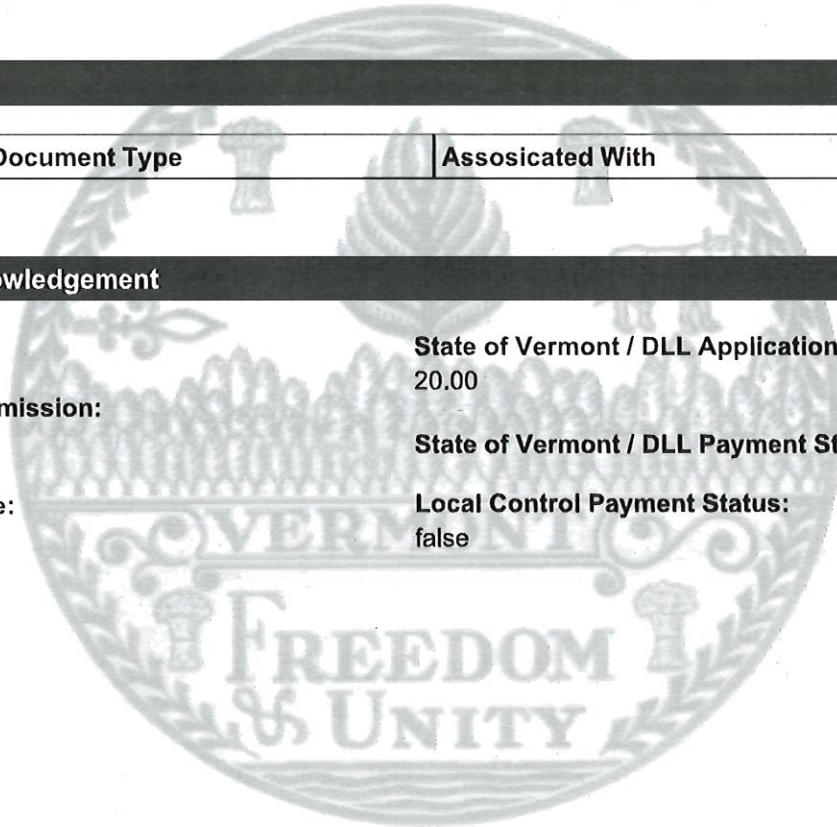 Document Type Assosicated With
owledgement
State of Vermont / DLL Application
20.00
mission:
State of Vermont / DLL Payment St
e:
Local Control Payment Status:
false
VERMONT
FREEDOM
& UNITY